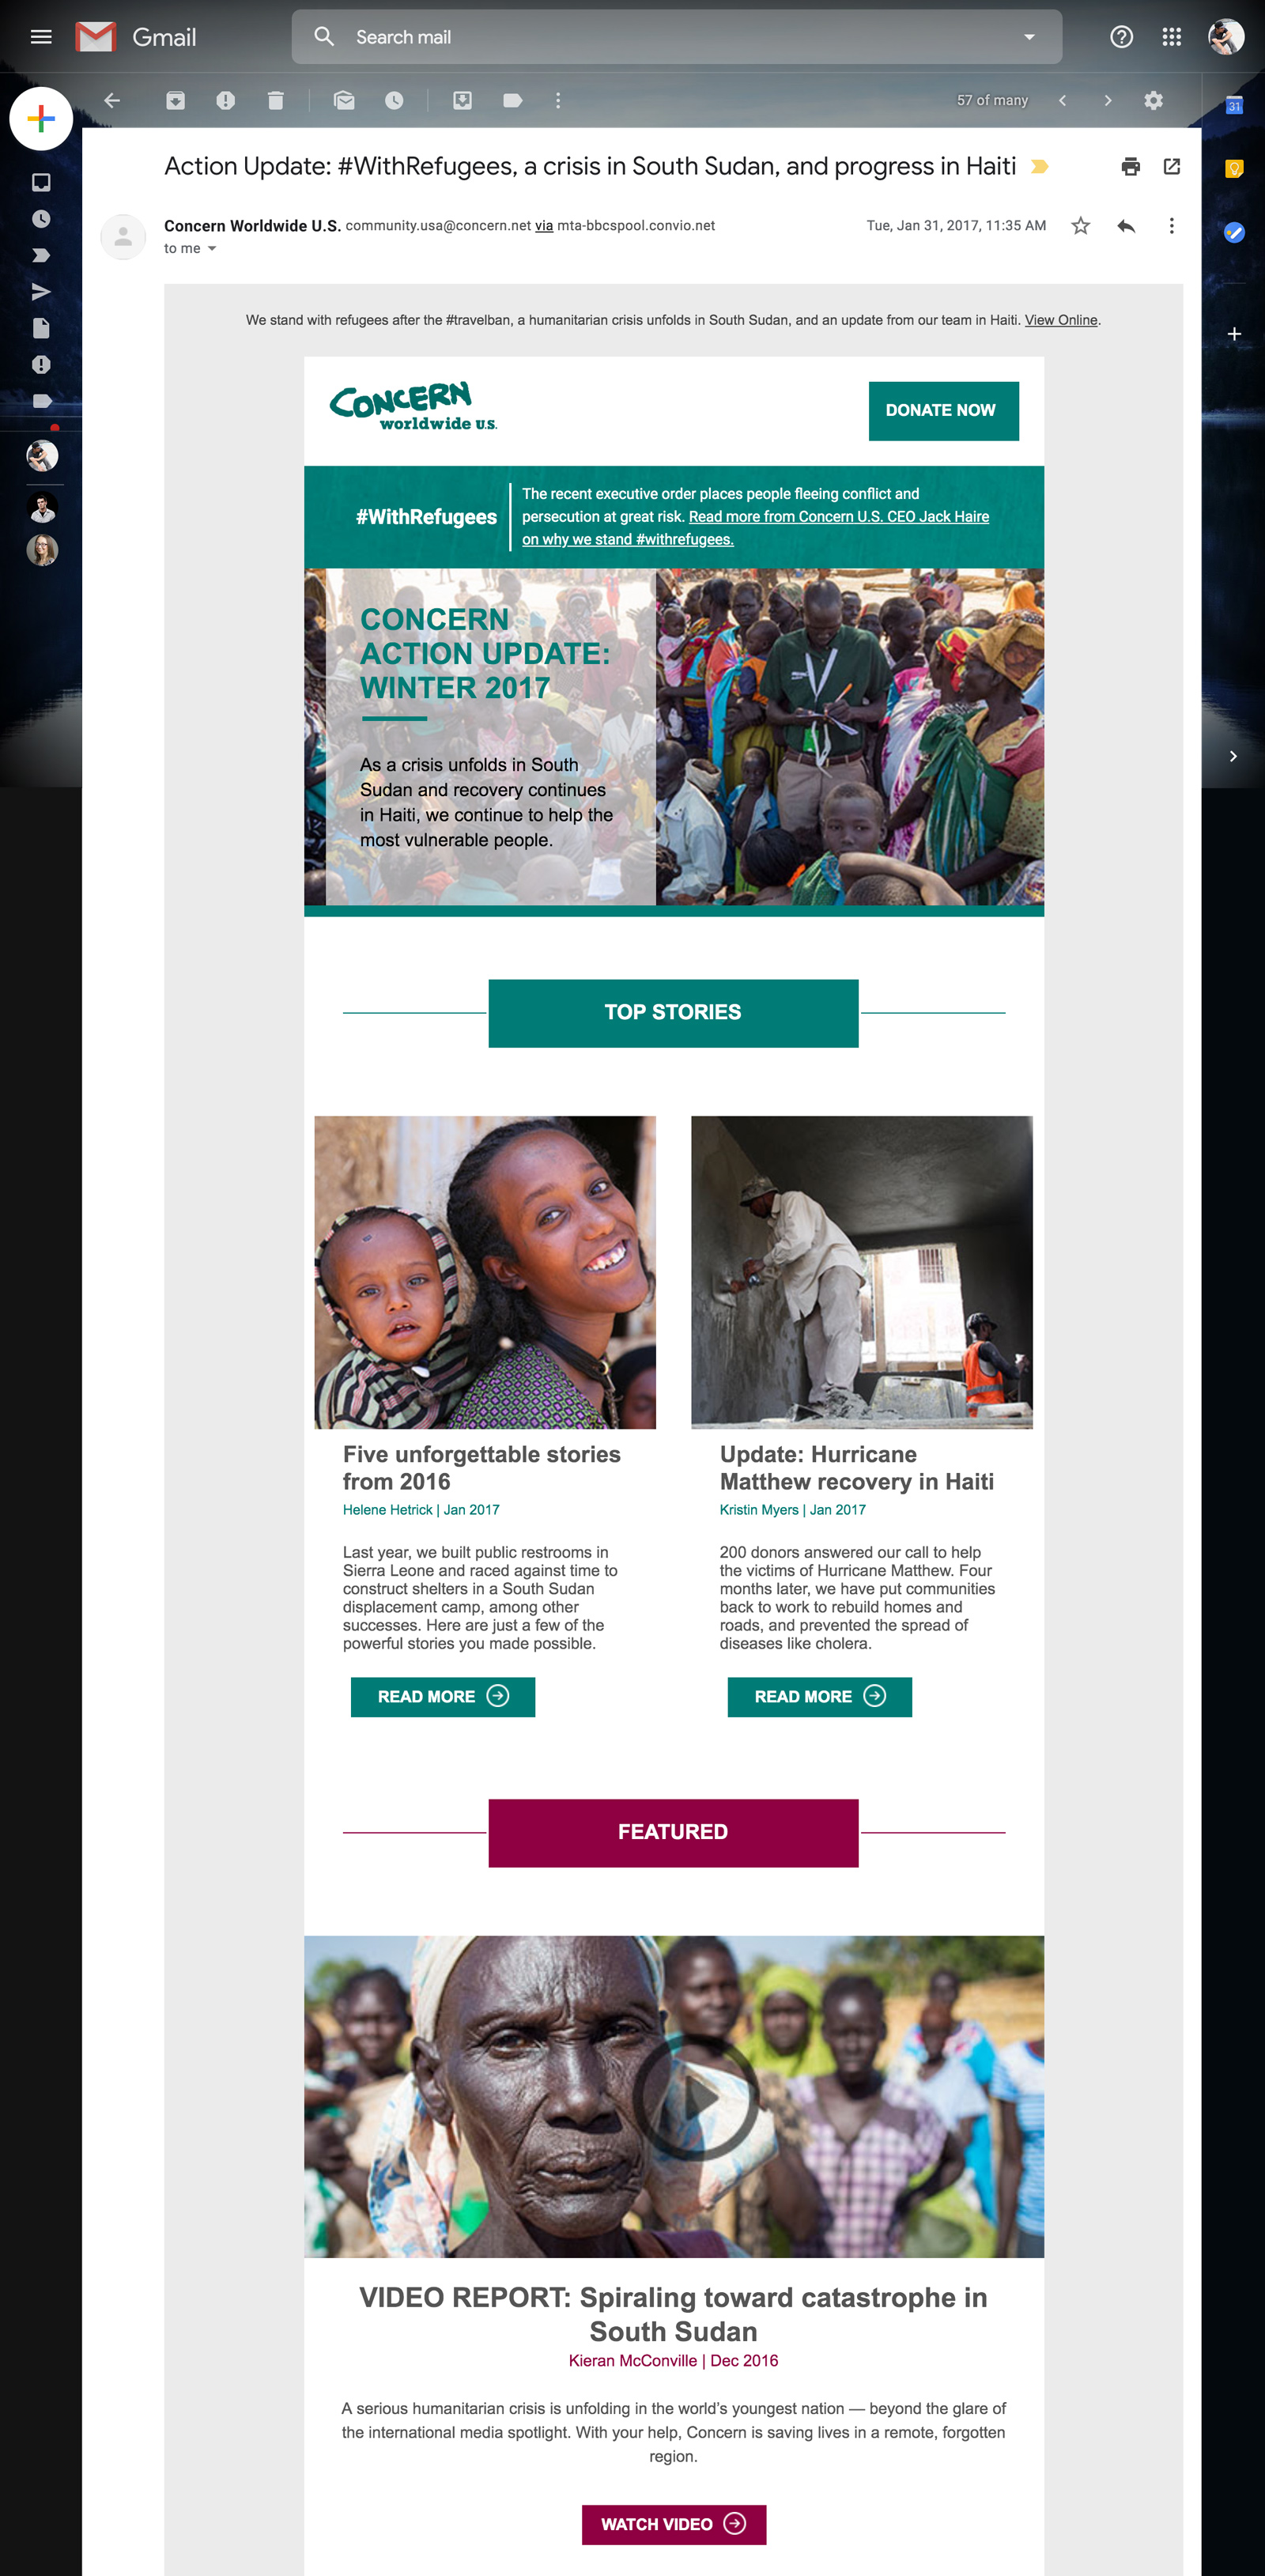 Gmail
Search mail
57 of many
31
Action Update: #WithRefugees, a crisis in South Sudan, and progress in Haiti
Concern Worldwide U.S. community.usa@concern.net via mta-bbcspool.convio.net
Tue, Jan 31, 2017, 11:35 AM
to me
We stand with refugees after the #travelban, a humanitarian crisis unfolds in South Sudan, and an update from our team in Haiti. View Online.
CONCERN
worldwide U.S.
DONATE NOW
#WithRefugees
The recent executive order places people fleeing conflict and
persecution at great risk. Read more from Concern U.S. CEO Jack Haire
on why we stand #withrefugees.
CONCERN
ACTION UPDATE:
WINTER 2017
As a crisis unfolds in South
Sudan and recovery continues
in Haiti, we continue to help the
most vulnerable people.
TOP STORIES
Five unforgettable stories
from 2016
Helene Hetrick | Jan 2017
Last year, we built public restrooms in
Sierra Leone and raced against time to
construct shelters in a South Sudan
displacement camp, among other
successes. Here are just a few of the
powerful stories you made possible.
READ MORE
Update: Hurricane
Matthew recovery in Haiti
Kristin Myers | Jan 2017
200 donors answered our call to help
the victims of Hurricane Matthew. Four
months later, we have put communities
back to work to rebuild homes and
roads, and prevented the spread of
diseases like cholera.
READ MORE
FEATURED
VIDEO REPORT: Spiraling toward catastrophe in
South Sudan
Kieran McConville | Dec 2016
A serious humanitarian crisis is unfolding in the world's youngest nation — beyond the glare of
the international media spotlight. With your help, Concern is saving lives in a remote, forgotten
region.
WATCH VIDEO